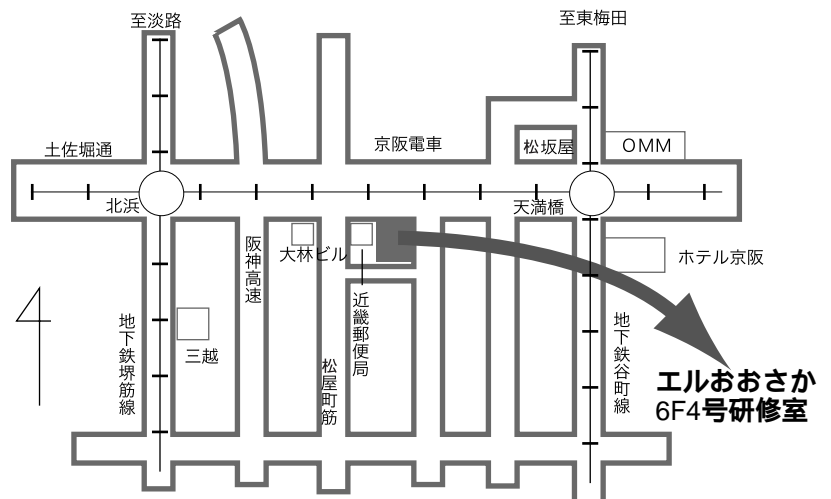 至淡路
至東梅田
土佐堀通
京阪電車
松坂屋
OMM
北浜
天満橋
阪神高速
大林ビル
ホテル京阪
近畿郵便局
地下鉄堺筋線
三越
松屋町筋
地下鉄谷町線
エルおおさか
6F4号研修室